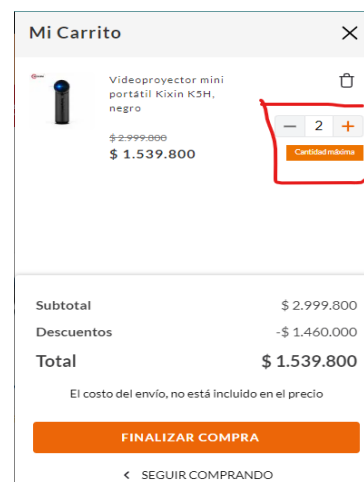 Mi Carrito
Videoproyector mini
portátil Kixin K5H,
negro
$ 2.999.800
$ 1.539.800
2
Cantidad máxima
Subtotal
$ 2.999.800
Descuentos
-$ 1.460.000
Total
$ 1.539.800
El costo del envío, no está incluido en el precio
FINALIZAR COMPRA
SEGUIR COMPRANDO